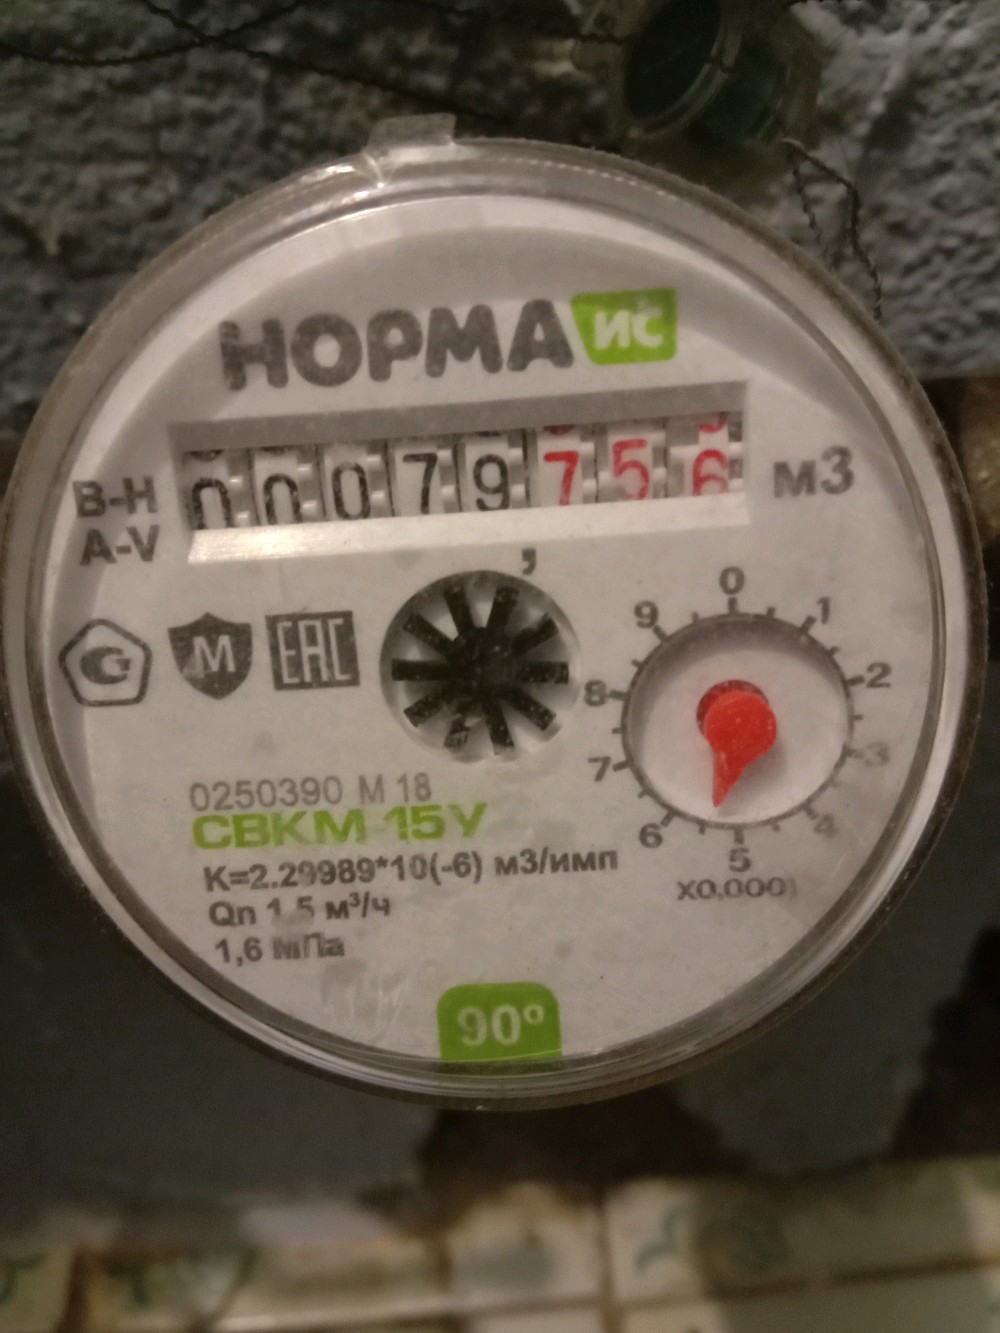 НОРМА ИС
B-H
A-V
00079756 м3
,
М ЕАС
0 1 2 3 4 5 6 7 8 9
0250390 М 18
СВКМ-15У
X0,0001
K=2.29989*10(-6) м3/имп
Qn 1,5 м³/ч
1,6 мПа
90°